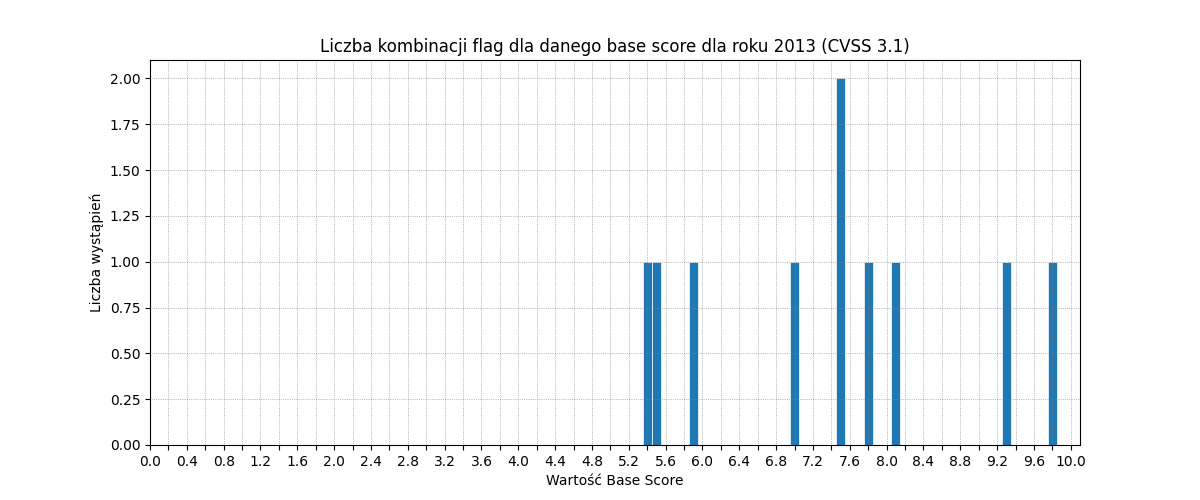 Liczba kombinacji flag dla danego base score dla roku 2013 (CVSS 3.1)
2.00
1.75
1.50
1.25
1.00
0.75
0.50
0.25
0.00
Liczba wystąpień
0.0 0.4 0.8 1.2 1.6 2.0 2.4 2.8 3.2 3.6 4.0 4.4 4.8 5.2 5.6 6.0 6.4 6.8 7.2 7.6 8.0 8.4 8.8 9.2 9.6 10.0
Wartość Base Score